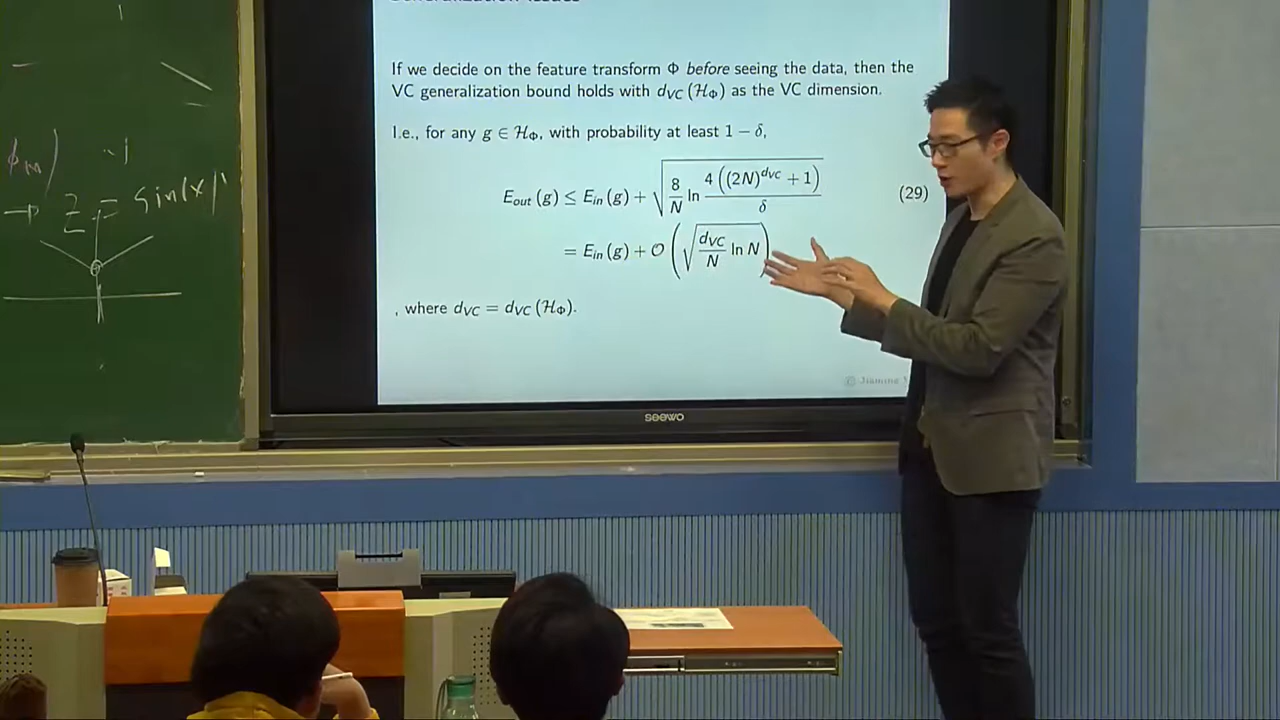 If we decide on the feature transform Φ before seeing the data, then the
VC generalization bound holds with d_VC (H_Φ) as the VC dimension.
I.e., for any g ∈ H_Φ, with probability at least 1 − δ,
E_out (g) ≤ E_in (g) + √( 8/N ln 4((2N)^{d_VC} + 1)/δ ) (29)
= E_in (g) + O( √( d_VC/N ln N ) )
, where d_VC = d_VC (H_Φ).
ϕ_M)
→ Z = Sin(x)
seewo